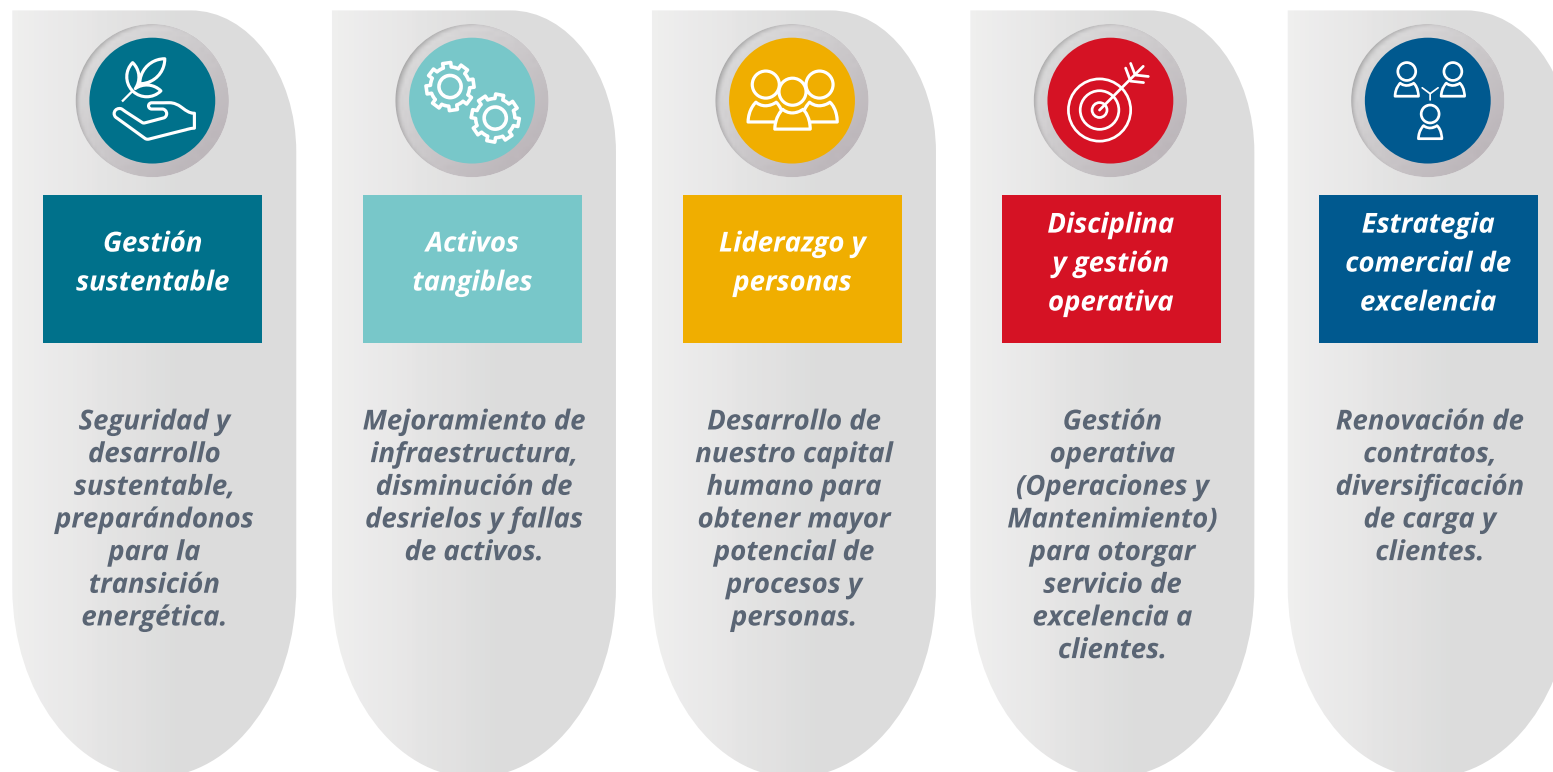 Gestión
sustentable
Seguridad y
desarrollo
sustentable,
preparándonos
para la
transición
energética.
Activos
tangibles
Mejoramiento de
infraestructura,
disminución de
desrielos y fallas
de activos.
Liderazgo y
personas
Desarrollo de
nuestro capital
humano para
obtener mayor
potencial de
procesos y
personas.
Disciplina
y gestión
operativa
Gestión
operativa
(Operaciones y
Mantenimiento)
para otorgar
servicio de
excelencia a
clientes.
Estrategia
comercial de
excelencia
Renovación de
contratos,
diversificación
de carga y
clientes.